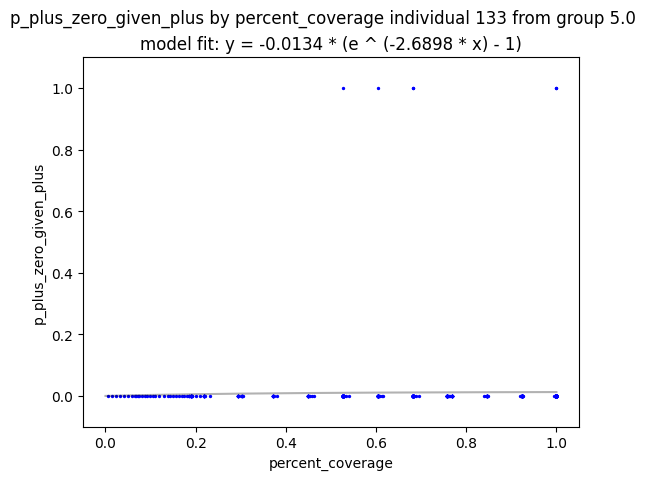 p_plus_zero_given_plus by percent_coverage individual 133 from group 5.0
model fit: y = -0.0134 * (e ^ (-2.6898 * x) - 1)
1.0
0.8
0.6
0.4
0.2
0.0
p_plus_zero_given_plus
0.0 0.2 0.4 0.6 0.8 1.0
percent_coverage